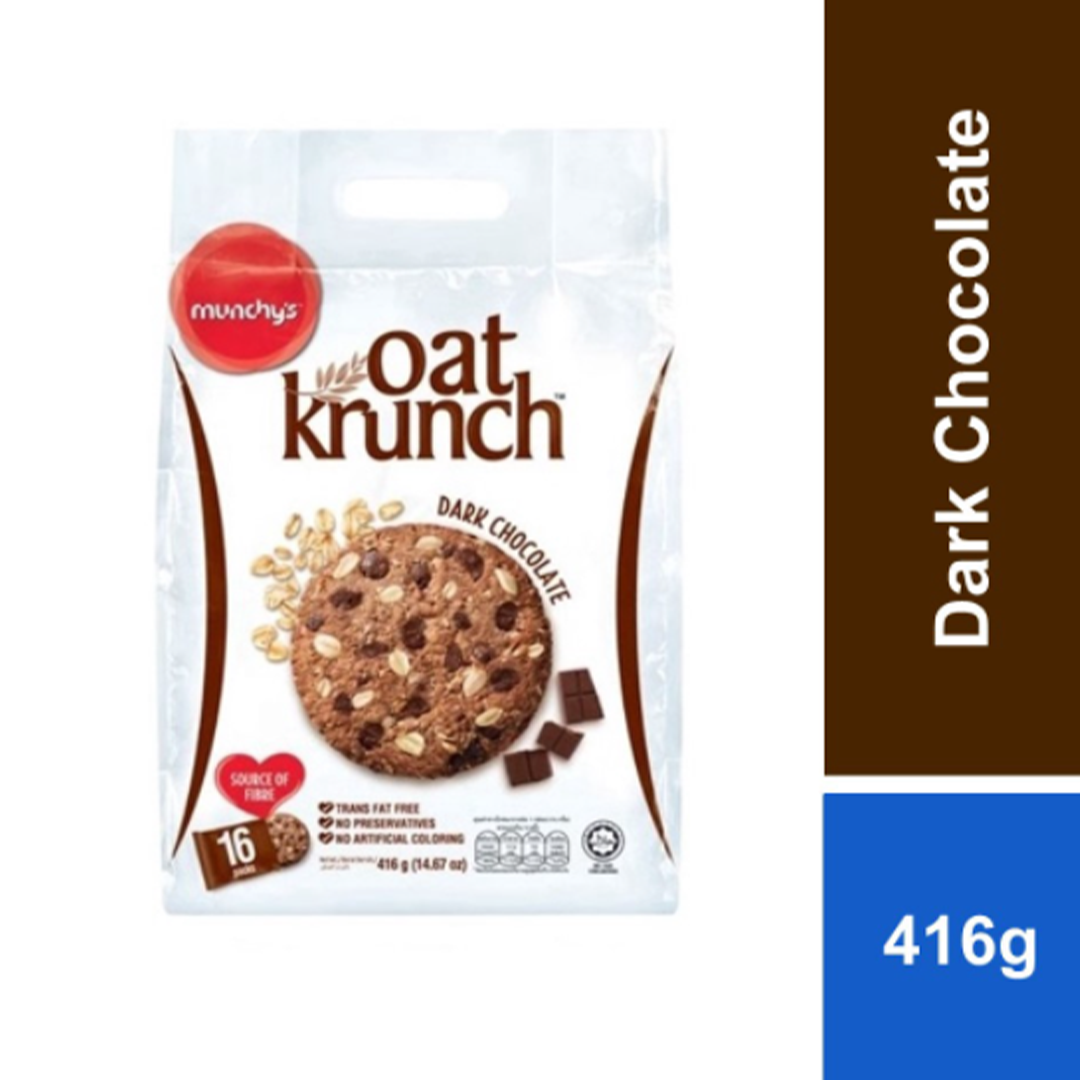 munchy's
oat
krunch™
DARK CHOCOLATE
SOURCE OF
FIBRE
16
TRANS FAT FREE
NO PRESERVATIVES
NO ARTIFICIAL COLORING
416 g (14.67 oz)
Dark Chocolate
416g